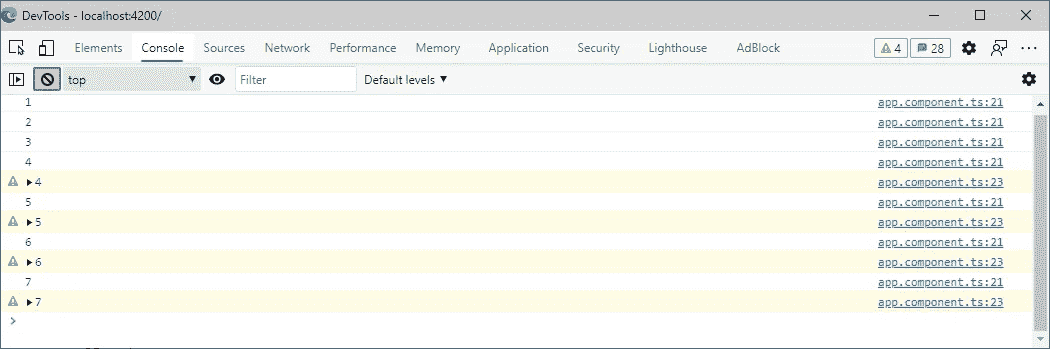 DevTools - localhost:4200/
Elements Console Sources Network Performance Memory Application Security Lighthouse AdBlock 4 28
top Filter Default levels
1 app.component.ts:21
2 app.component.ts:21
3 app.component.ts:21
4 app.component.ts:21
4 app.component.ts:23
5 app.component.ts:21
5 app.component.ts:23
6 app.component.ts:21
6 app.component.ts:23
7 app.component.ts:21
7 app.component.ts:23
>